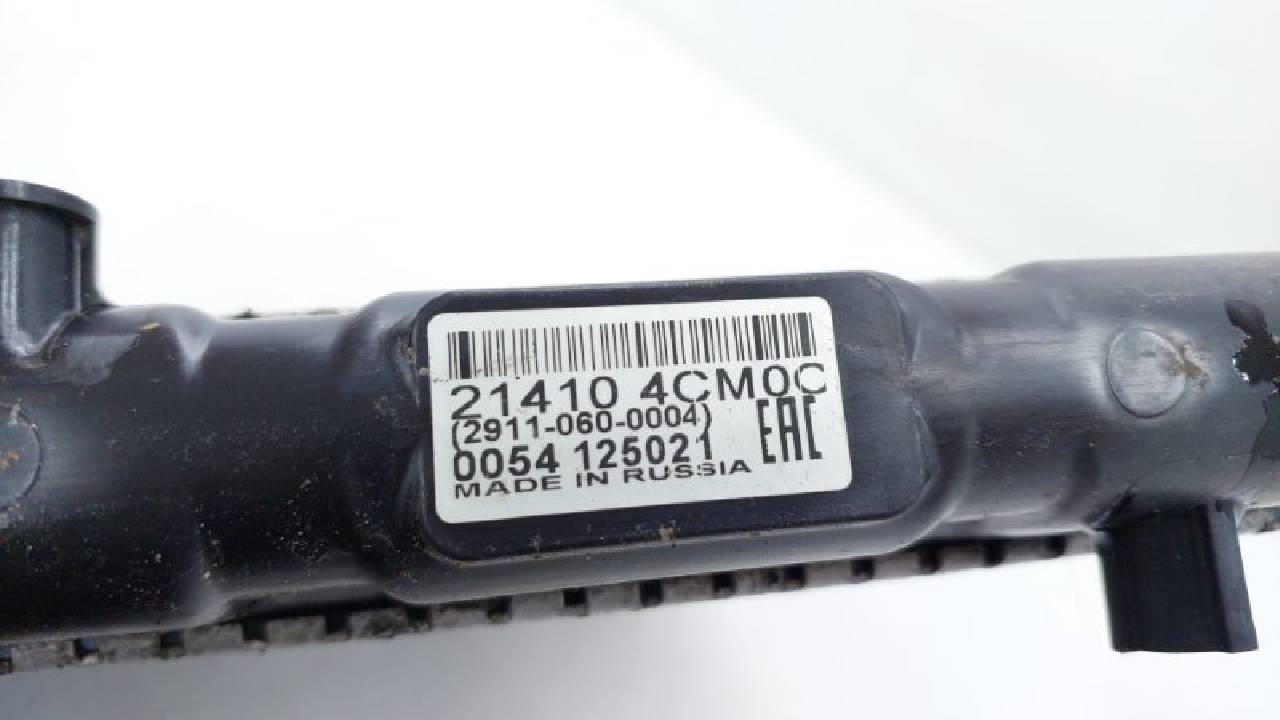 21410 4CM0C
(2911-060-0004)
0054 125021
EAC
MADE IN RUSSIA